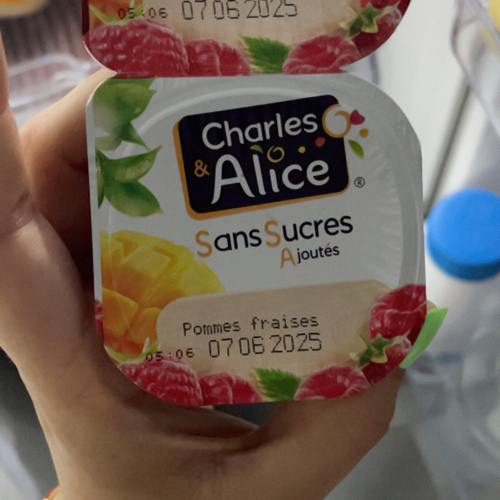 05:06 07 06 2025
Charles
& Alice ®
Sans Sucres
Ajoutés
Pommes fraises
05:06 07 06 2025